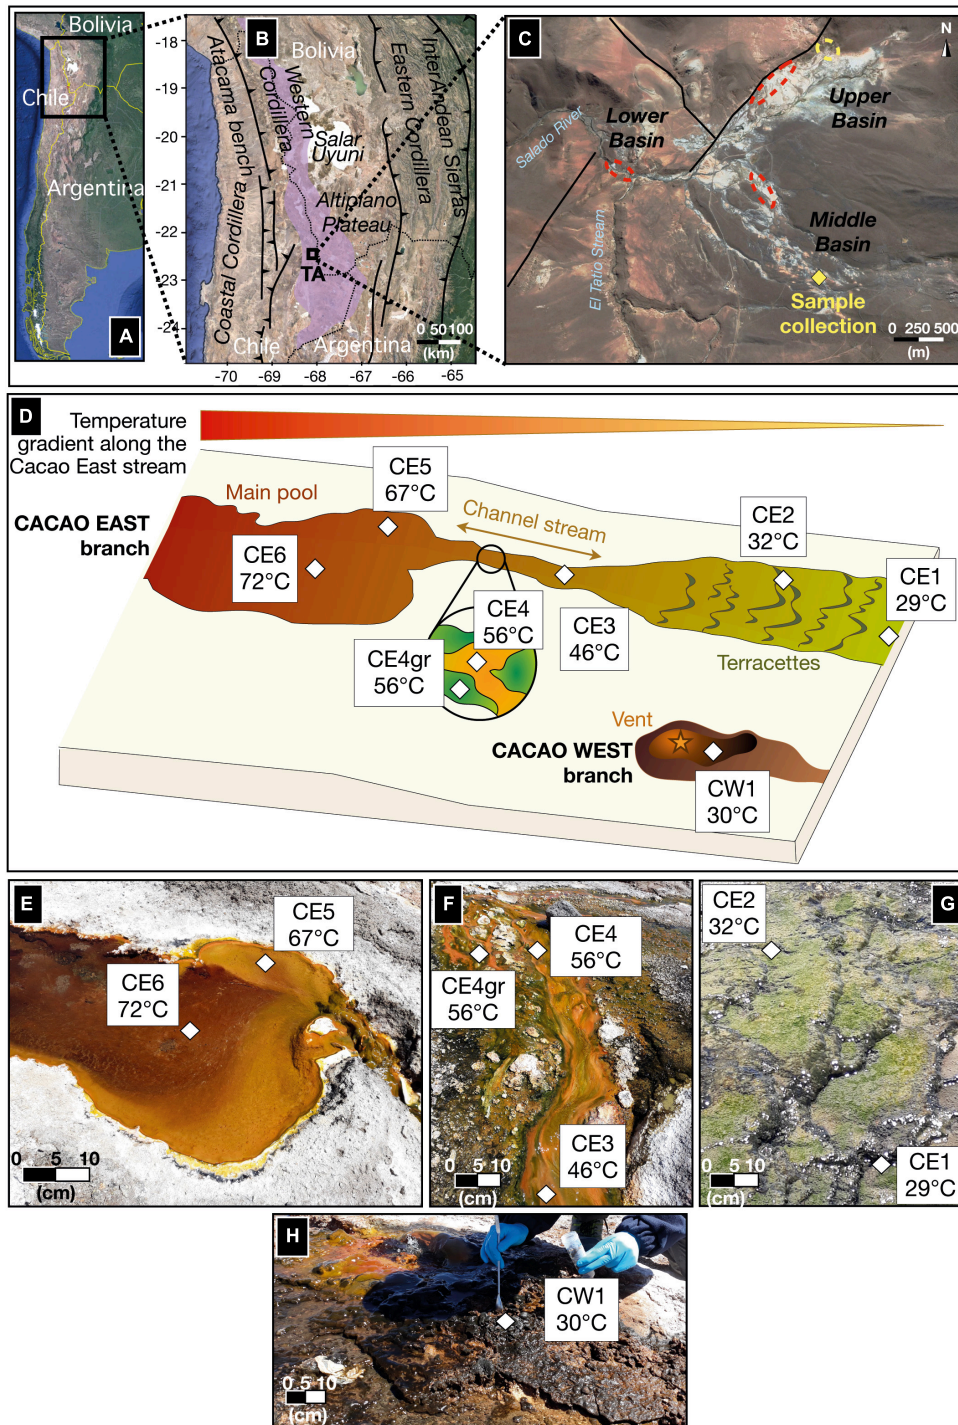 Bolivia
Chile
Argentina
A
-18
-19
-20
-21
-22
-23
-24
-70
-69
-68
-67
-66
-65
B
Bolivia
Atacama bench
Western
Cordillera
Coastal Cordillera
Salar
Uyuni
Altiplano
Plateau
Eastern Cordillera
InterAndean Sierras
TA
Chile
Argentina
0 50 100
(km)
C
N
Lower
Basin
Upper
Basin
Salado River
El Tatio Stream
Middle
Basin
Sample
collection
0 250 500
(m)
D
Temperature
gradient along the
Cacao East stream
Main pool
CACAO EAST
branch
CE5
67°C
CE6
72°C
Channel stream
CE4
56°C
CE4gr
56°C
CE3
46°C
CE2
32°C
CE1
29°C
Terracettes
Vent
CACAO WEST
branch
CW1
30°C
E
CE5
67°C
CE6
72°C
0 5 10
(cm)
F
CE4
56°C
CE4gr
56°C
CE3
46°C
0 5 10
(cm)
G
CE2
32°C
CE1
29°C
0 5 10
(cm)
H
CW1
30°C
0 5 10
(cm)